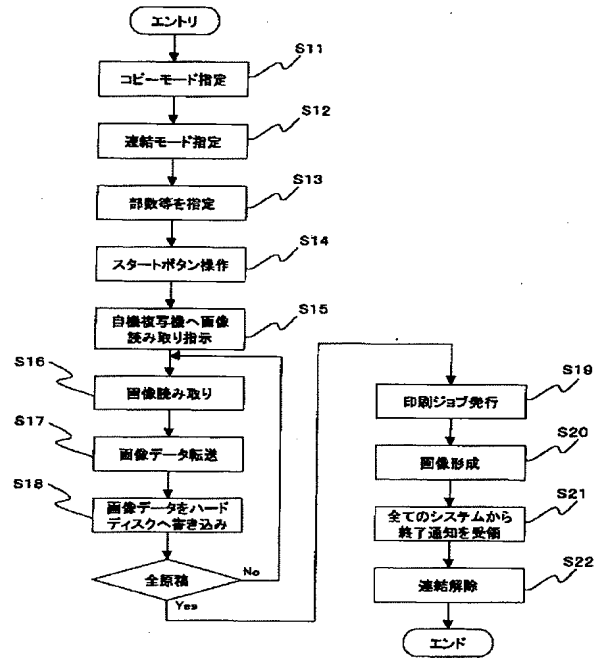 エントリ
S11
コピーモード指定
S12
連結モード指定
S13
部数等を指定
S14
スタートボタン操作
S15
自機複写機へ画像
読み取り指示
S16
画像読み取り
S17
画像データ転送
S18
画像データをハード
ディスクへ書き込み
全原稿
No
Yes
S19
印刷ジョブ発行
S20
画像形成
S21
全てのシステムから
終了通知を受領
S22
連結解除
エンド